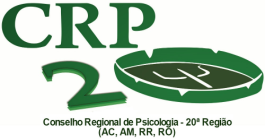 CRP
20
Conselho Regional de Psicologia - 20ª Região
(AC, AM, RR, RO)